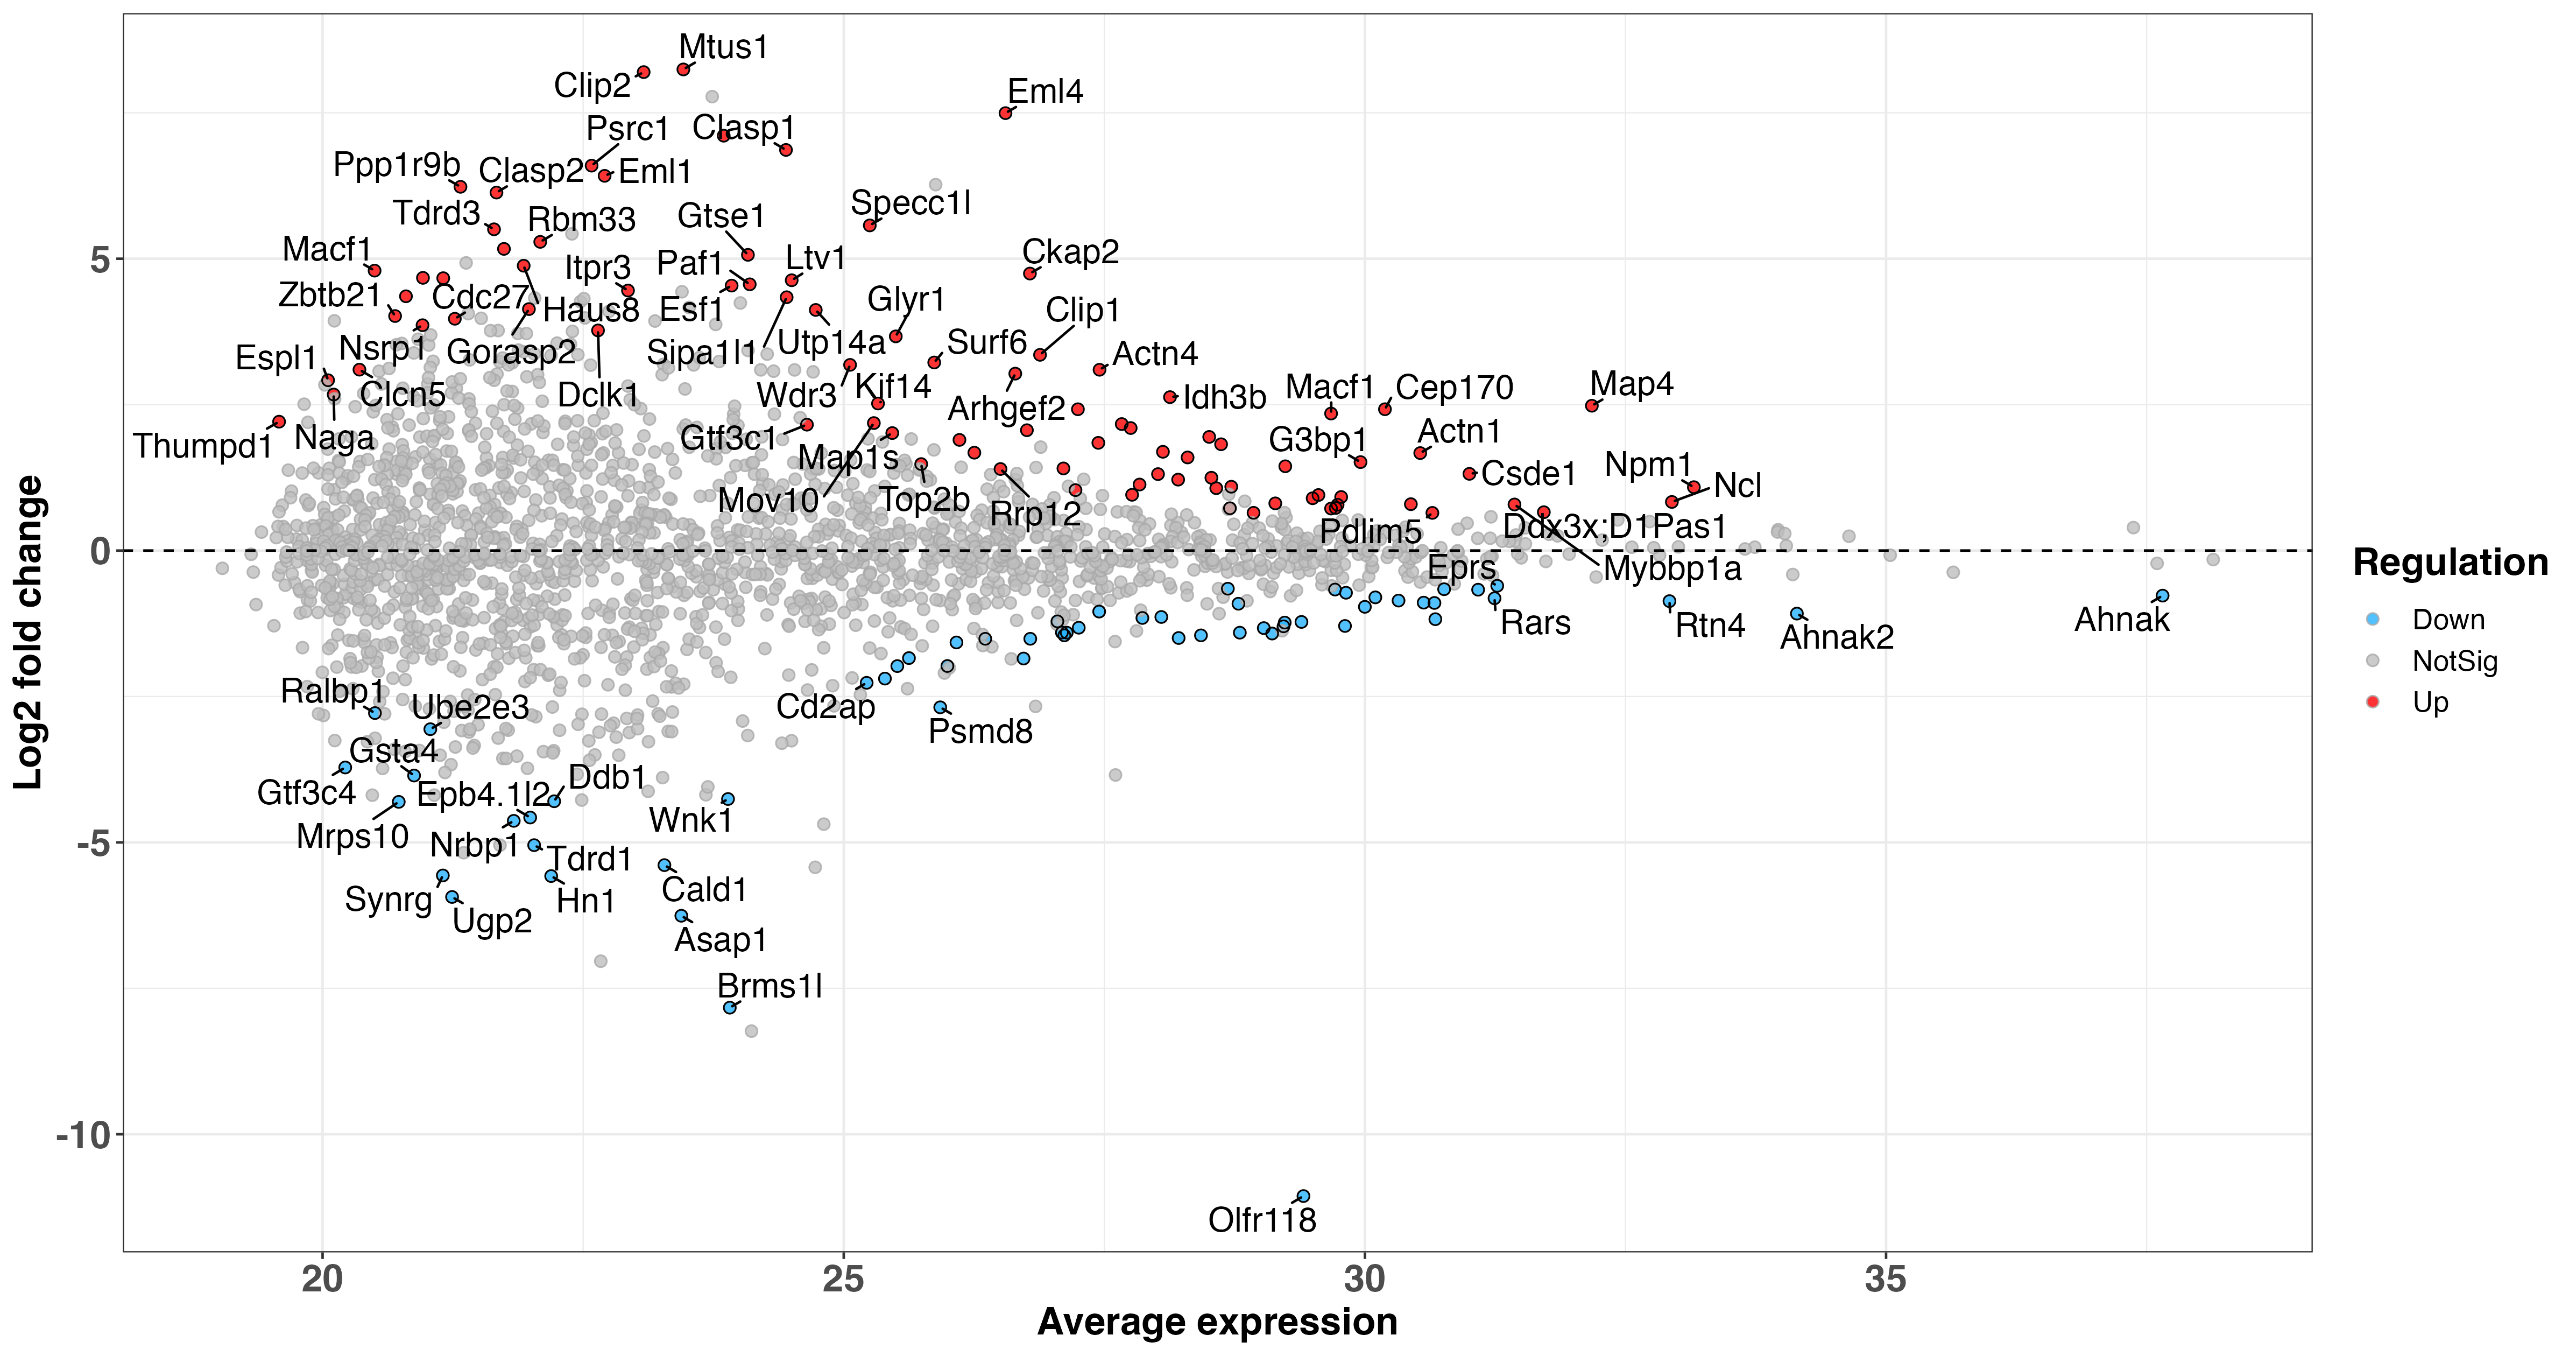 Mtus1
Clip2
Eml4
Psrc1
Clasp1
Ppp1r9b
Clasp2
Eml1
Tdrd3
Rbm33
Gtse1
Specc1l
Macf1
Itpr3
Paf1
Ltv1
Ckap2
5
Zbtb21
Cdc27
Haus8
Esf1
Glyr1
Clip1
Espl1
Nsrp1
Gorasp2
Sipa1l1
Utp14a
Surf6
Actn4
Clcn5
Dclk1
Wdr3
Kif14
Arhgef2
Idh3b
Macf1
Cep170
Map4
Thumpd1
Naga
Gtf3c1
Map1s
G3bp1
Actn1
Mov10
Top2b
Rrp12
Csde1
Npm1
Ncl
Pdlim5
Ddx3x;D1Pas1
0
Eprs
Mybbp1a
Rars
Rtn4
Ahnak2
Ahnak
Log2 fold change
Regulation
Down
NotSig
Up
Ralbp1
Ube2e3
Cd2ap
Psmd8
Gsta4
Gtf3c4
Epb4.1l2
Ddb1
Mrps10
Nrbp1
Wnk1
-5
Tdrd1
Synrg
Ugp2
Hn1
Cald1
Asap1
Brms1l
-10
Olfr118
20
25
30
35
Average expression